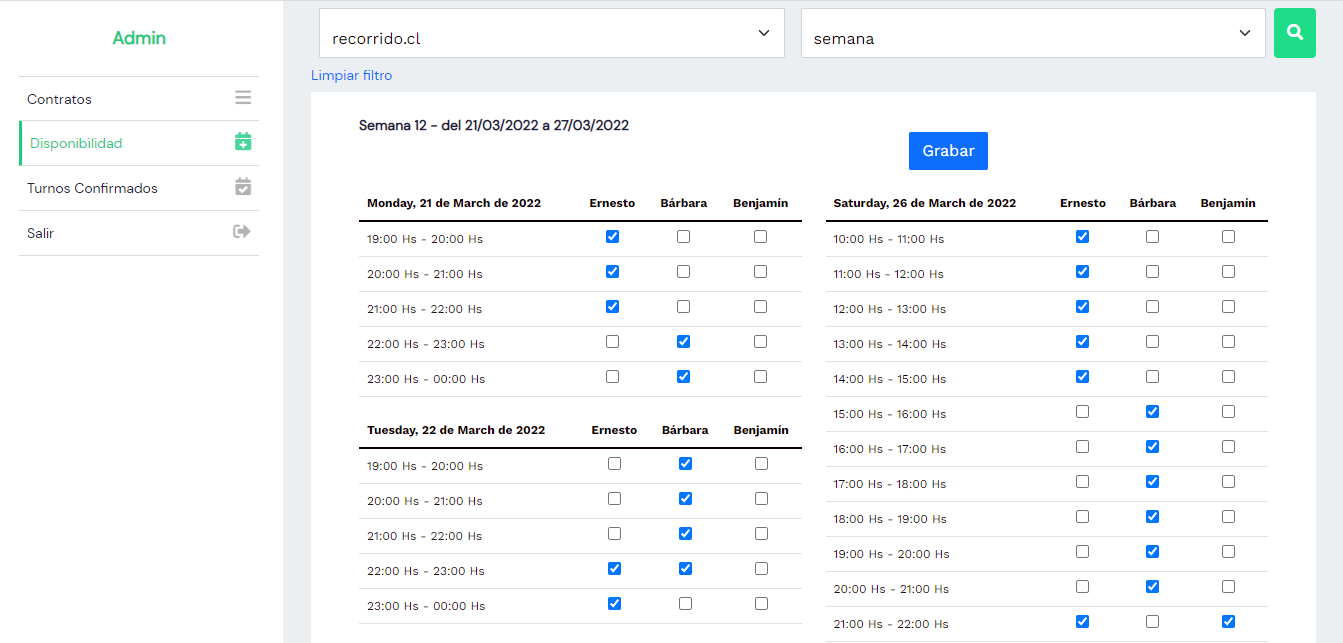 Admin
Contratos
Disponibilidad
Turnos Confirmados
Salir
recorrido.cl
semana
Limpiar filtro
Semana 12 - del 21/03/2022 a 27/03/2022
Grabar
Monday, 21 de March de 2022 Ernesto Bárbara Benjamín
19:00 Hs - 20:00 Hs
20:00 Hs - 21:00 Hs
21:00 Hs - 22:00 Hs
22:00 Hs - 23:00 Hs
23:00 Hs - 00:00 Hs
Tuesday, 22 de March de 2022 Ernesto Bárbara Benjamín
19:00 Hs - 20:00 Hs
20:00 Hs - 21:00 Hs
21:00 Hs - 22:00 Hs
22:00 Hs - 23:00 Hs
23:00 Hs - 00:00 Hs
Saturday, 26 de March de 2022 Ernesto Bárbara Benjamín
10:00 Hs - 11:00 Hs
11:00 Hs - 12:00 Hs
12:00 Hs - 13:00 Hs
13:00 Hs - 14:00 Hs
14:00 Hs - 15:00 Hs
15:00 Hs - 16:00 Hs
16:00 Hs - 17:00 Hs
17:00 Hs - 18:00 Hs
18:00 Hs - 19:00 Hs
19:00 Hs - 20:00 Hs
20:00 Hs - 21:00 Hs
21:00 Hs - 22:00 Hs